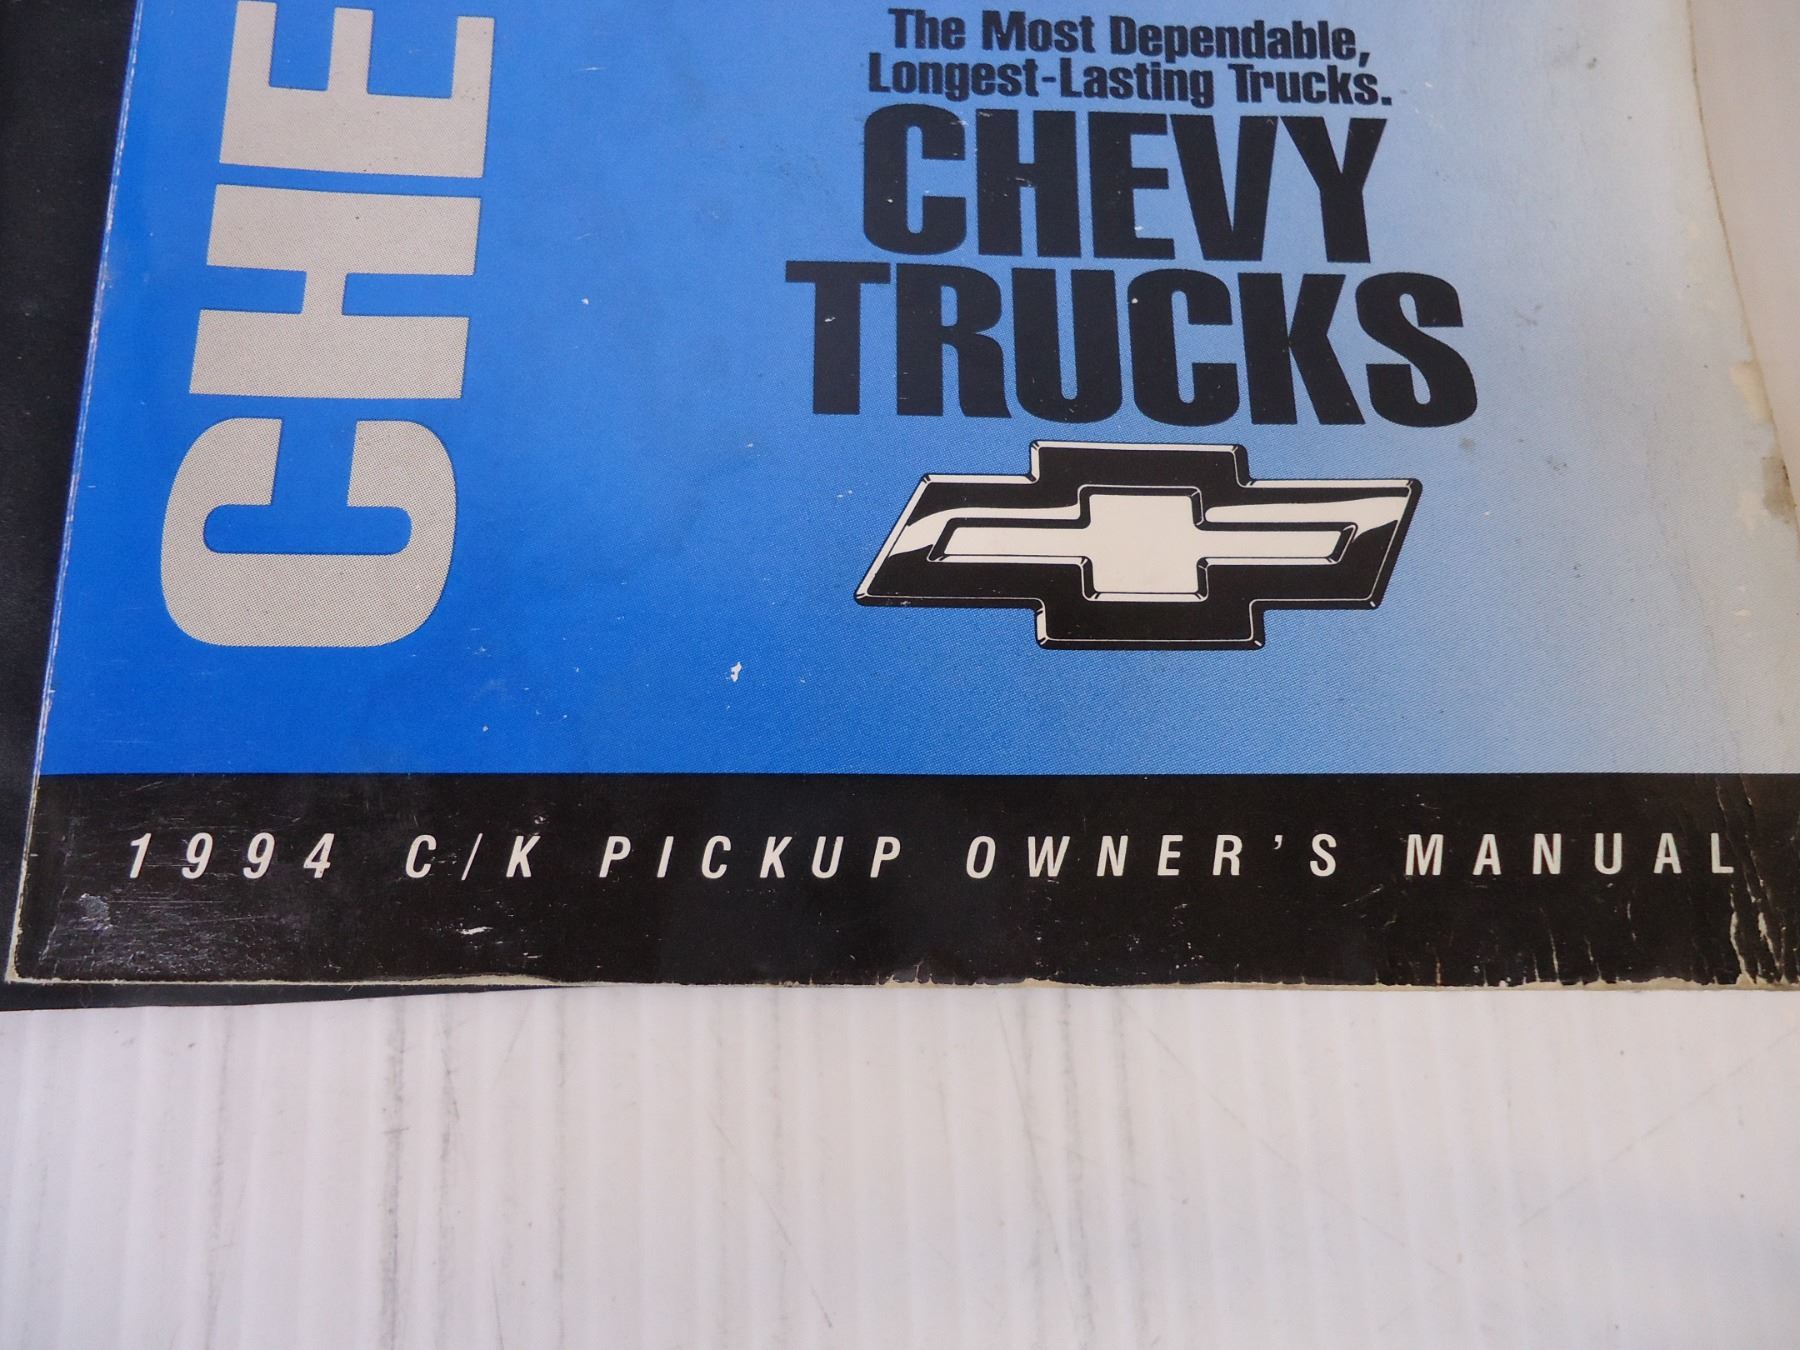 CHE
The Most Dependable,
Longest-Lasting Trucks.
CHEVY
TRUCKS
1994 C/K PICKUP OWNER'S MANUAL